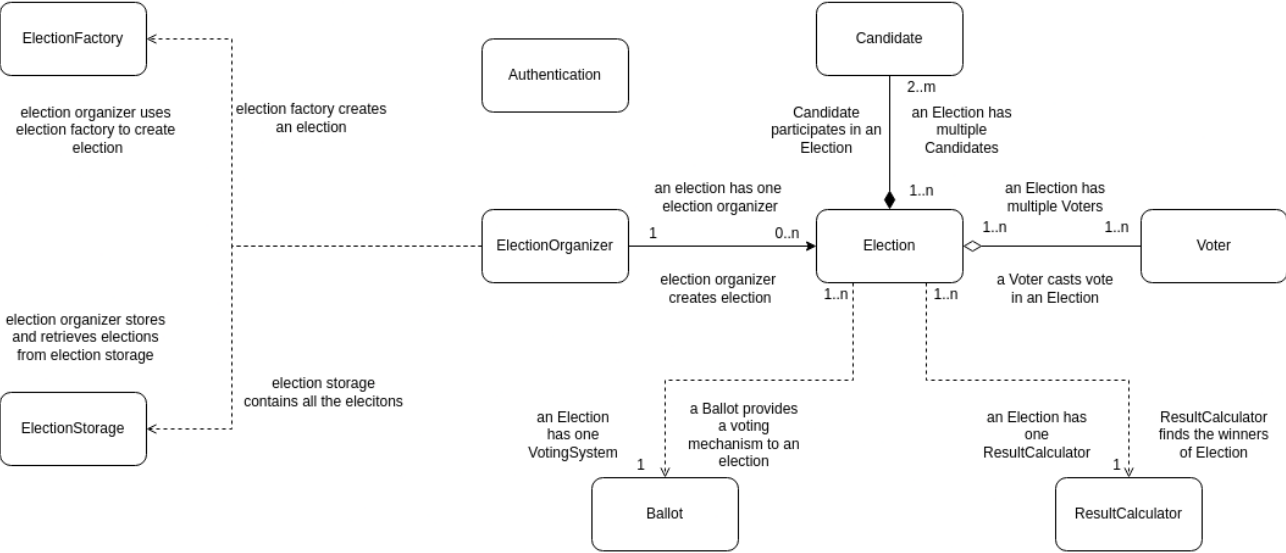 ElectionFactory
Candidate
Authentication
2..m
election organizer uses
election factory to create
election
election factory creates
an election
Candidate
participates in an
Election
an Election has
multiple
Candidates
an election has one
election organizer
1..n
an Election has
multiple Voters
ElectionOrganizer
1
0..n
Election
1..n
1..n
Voter
election organizer
creates election
1..n
1..n
a Voter casts vote
in an Election
election organizer stores
and retrieves elections
from election storage
election storage
contains all the elecitons
ElectionStorage
an Election
has one
VotingSystem
a Ballot provides
a voting
mechanism to an
election
an Election has
one
ResultCalculator
ResultCalculator
finds the winners
of Election
1
1
Ballot
ResultCalculator